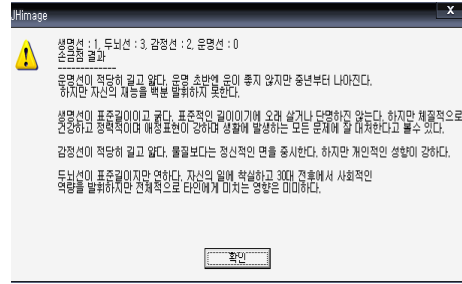 JHimage
x
생명선 : 1, 두뇌선 : 3, 감정선 : 2, 운명선 : 0
손금점 결과
-------------
운명선이 적당히 길고 얇다. 운명 초반엔 운이 좋지 않지만 중년부터 나아진다.
하지만 자신의 재능을 백분 발휘하지 못한다.
생명선이 표준길이이고 굵다. 표준적인 길이이기에 오래 살거나 단명하진 않는다. 하지만 체질적으로
건강하고 정력적이며 애정표현이 강하며 생활에 발생하는 모든 문제에 잘 대처한다고 볼수 있다.
감정선이 적당히 길고 얇다. 물질보다는 정신적인 면을 중시한다. 하지만 개인적인 성향이 강하다.
두뇌선이 표준길이지만 연하다. 자신의 일에 착실하고 30대 전후에서 사회적인
역량을 발휘하지만 전체적으로 타인에게 미치는 영향은 미미하다.
확인